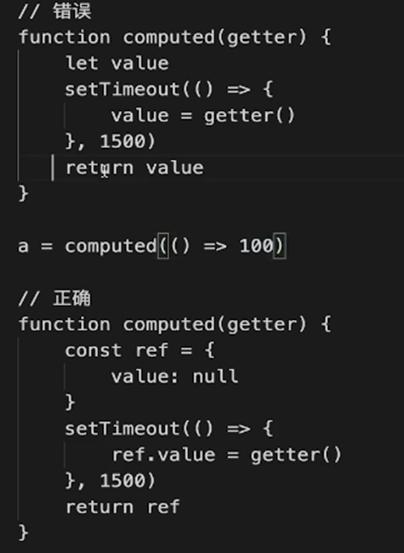 // 错误
function computed(getter) {
let value
setTimeout(() => {
value = getter()
}, 1500)
return value
}
a = computed(() => 100)
// 正确
function computed(getter) {
const ref = {
value: null
}
setTimeout(() => {
ref.value = getter()
}, 1500)
return ref
}